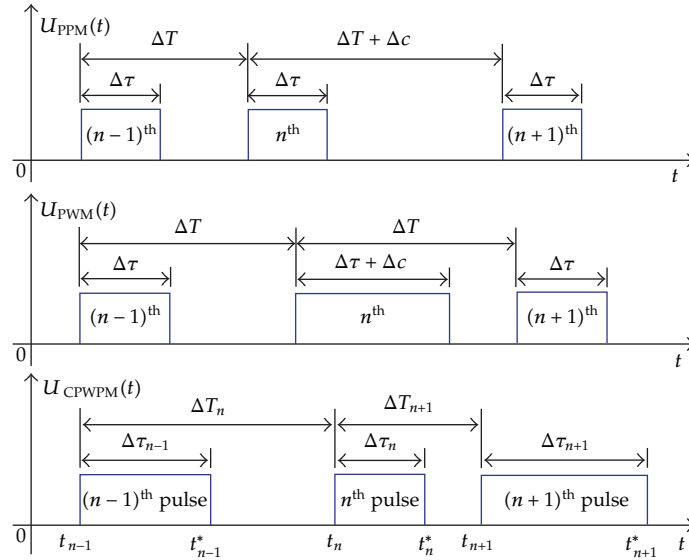 U_PPM(t)
ΔT ΔT + Δc
Δτ Δτ Δτ
(n − 1)^th n^th (n + 1)^th
0 t
U_PWM(t)
ΔT ΔT
Δτ Δτ + Δc Δτ
(n − 1)^th n^th (n + 1)^th
0 t
U_CPWPM(t)
ΔT_n ΔT_{n+1}
Δτ_{n−1} Δτ_n Δτ_{n+1}
(n − 1)^th pulse n^th pulse (n + 1)^th pulse
0 t
t_{n−1} t*_{n−1} t_n t*_n t_{n+1} t*_{n+1}